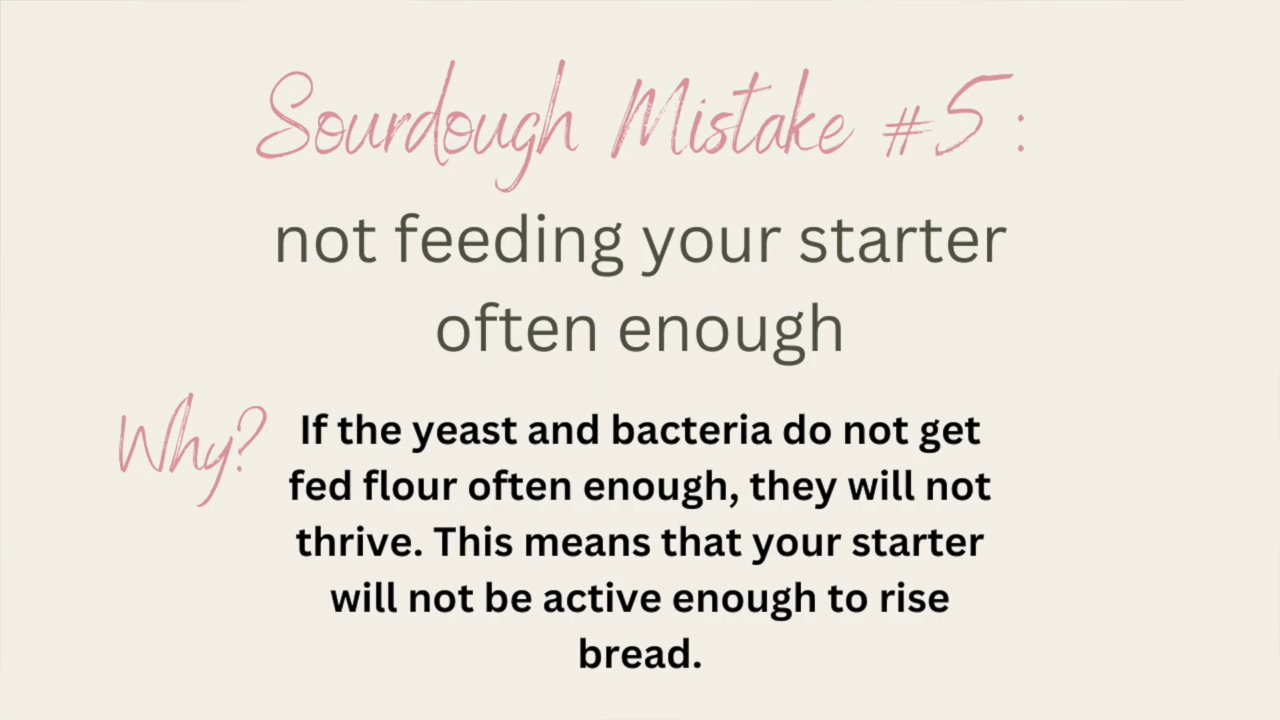 Sourdough Mistake #5:
not feeding your starter
often enough
Why?
If the yeast and bacteria do not get
fed flour often enough, they will not
thrive. This means that your starter
will not be active enough to rise
bread.